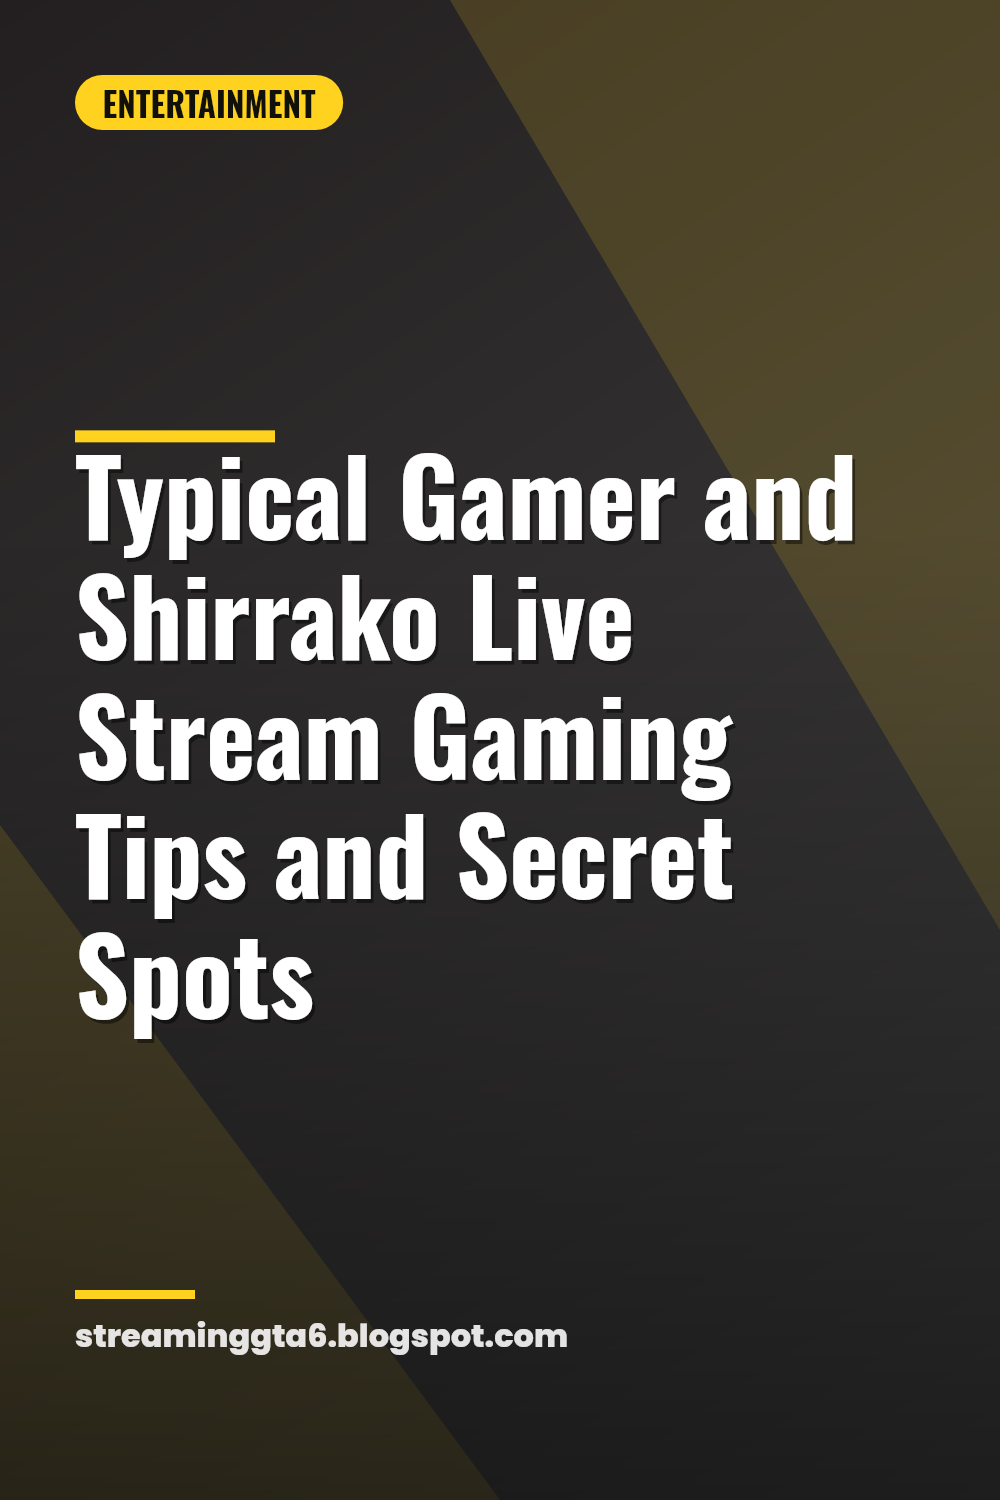 ENTERTAINMENT
Typical Gamer and
Shirrako Live
Stream Gaming
Tips and Secret
Spots
streaminggta6.blogspot.com